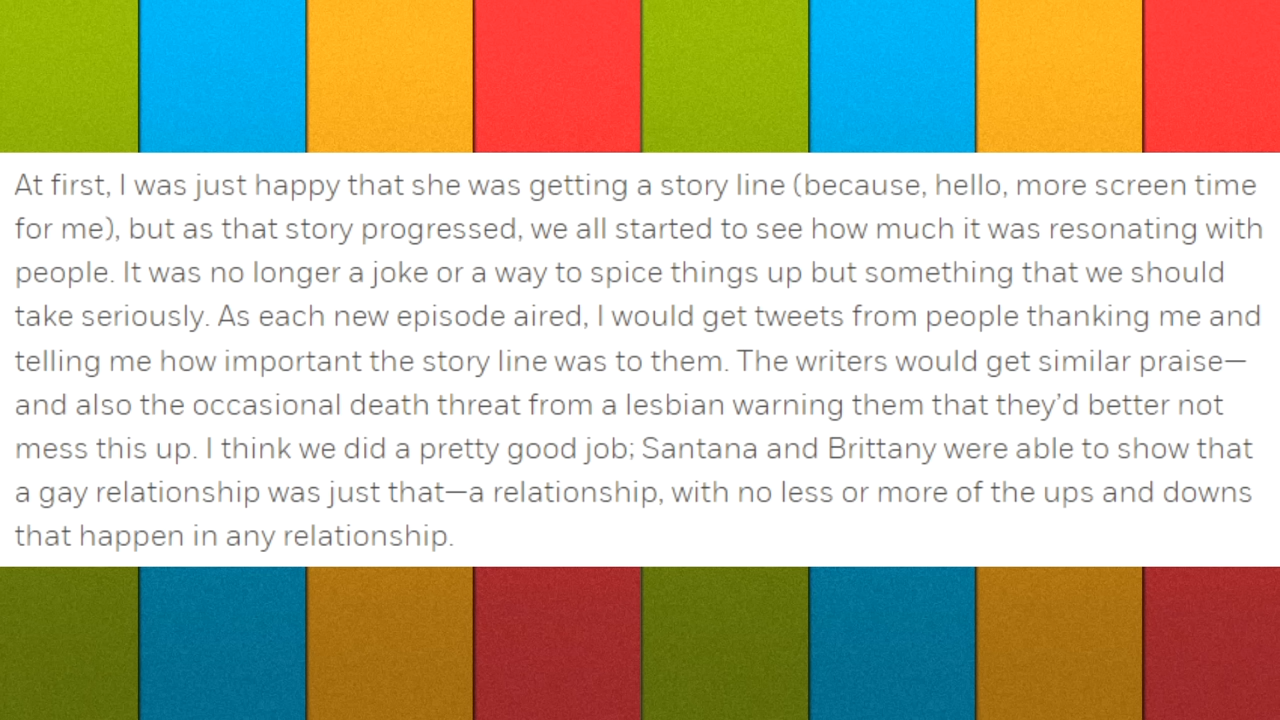 At first, I was just happy that she was getting a story line (because, hello, more screen time
for me), but as that story progressed, we all started to see how much it was resonating with
people. It was no longer a joke or a way to spice things up but something that we should
take seriously. As each new episode aired, I would get tweets from people thanking me and
telling me how important the story line was to them. The writers would get similar praise—
and also the occasional death threat from a lesbian warning them that they’d better not
mess this up. I think we did a pretty good job; Santana and Brittany were able to show that
a gay relationship was just that—a relationship, with no less or more of the ups and downs
that happen in any relationship.